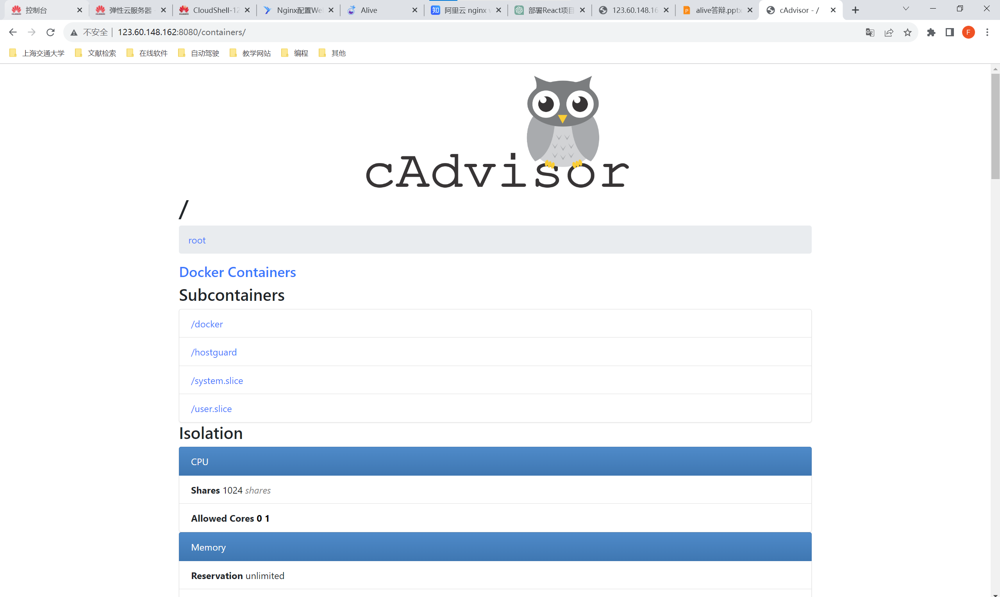 控制台
弹性云服务器 -
CloudShell-12
Nginx配置We
Alive
知 阿里云 nginx
部署React项目
123.60.148.16
P alive答辩.pptx
cAdvisor - /
不安全 123.60.148.162:8080/containers/
F
上海交通大学 文献检索 在线软件 自动驾驶 教学网站 编程 其他
cAdvisor
/
root
Docker Containers
Subcontainers
/docker
/hostguard
/system.slice
/user.slice
Isolation
CPU
Shares 1024 shares
Allowed Cores 0 1
Memory
Reservation unlimited